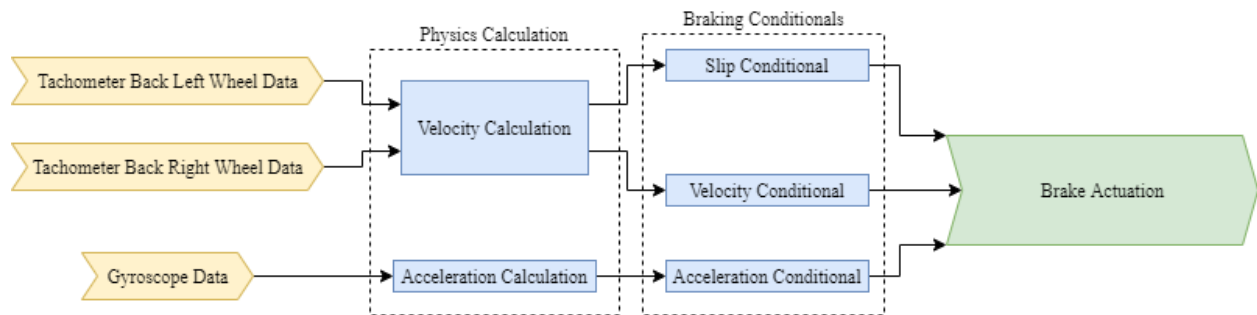 Braking Conditionals
Physics Calculation
Tachometer Back Left Wheel Data
Slip Conditional
Velocity Calculation
Tachometer Back Right Wheel Data
Velocity Conditional
Brake Actuation
Gyroscope Data
Acceleration Calculation
Acceleration Conditional